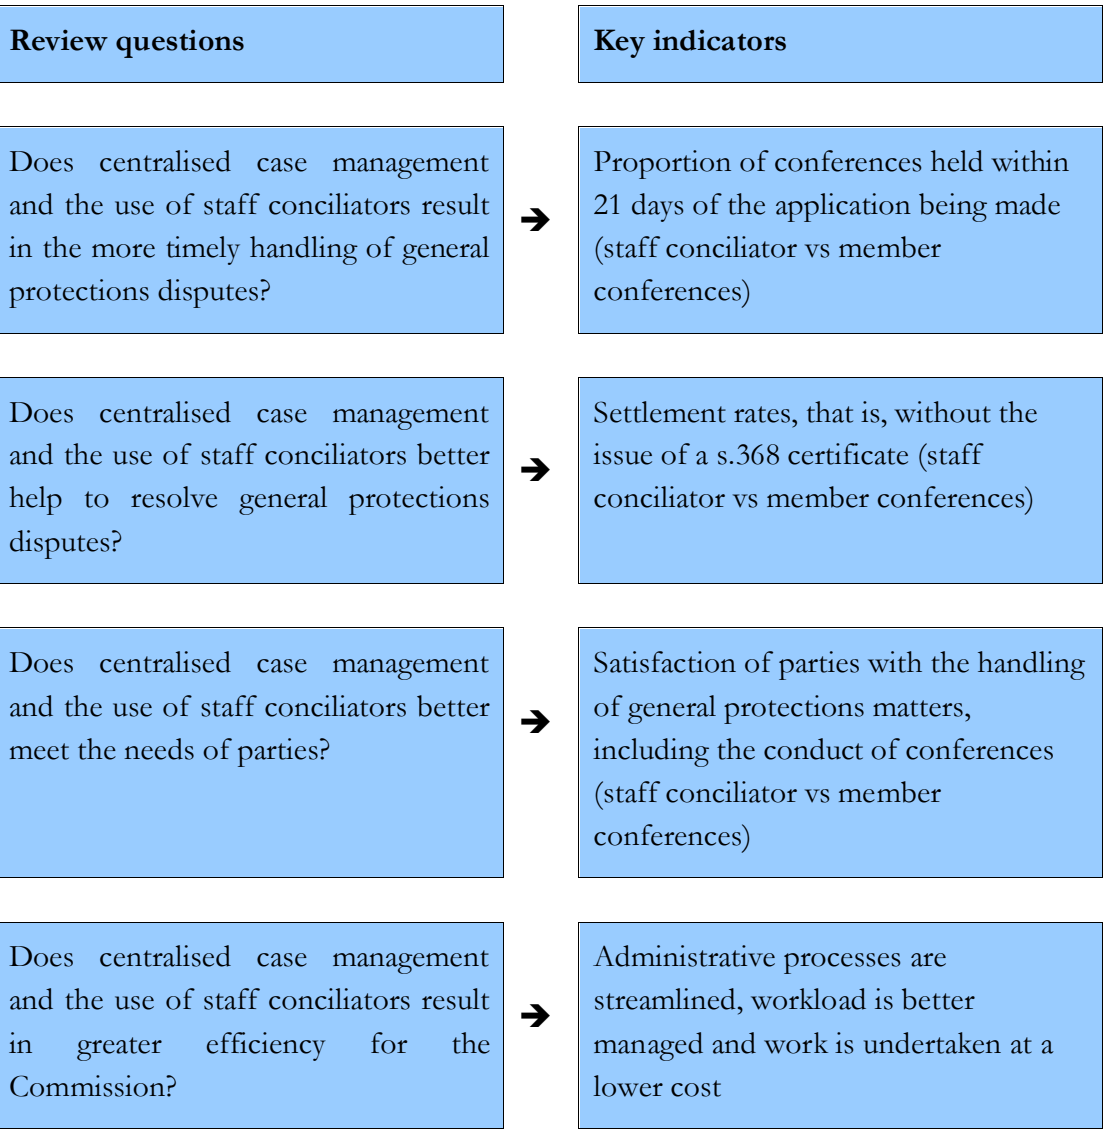 Review questions
Key indicators
Does centralised case management
and the use of staff conciliators result
in the more timely handling of general
protections disputes?
Proportion of conferences held within
21 days of the application being made
(staff conciliator vs member
conferences)
Does centralised case management
and the use of staff conciliators better
help to resolve general protections
disputes?
Settlement rates, that is, without the
issue of a s.368 certificate (staff
conciliator vs member conferences)
Does centralised case management
and the use of staff conciliators better
meet the needs of parties?
Satisfaction of parties with the handling
of general protections matters,
including the conduct of conferences
(staff conciliator vs member
conferences)
Does centralised case management
and the use of staff conciliators result
in greater efficiency for the
Commission?
Administrative processes are
streamlined, workload is better
managed and work is undertaken at a
lower cost